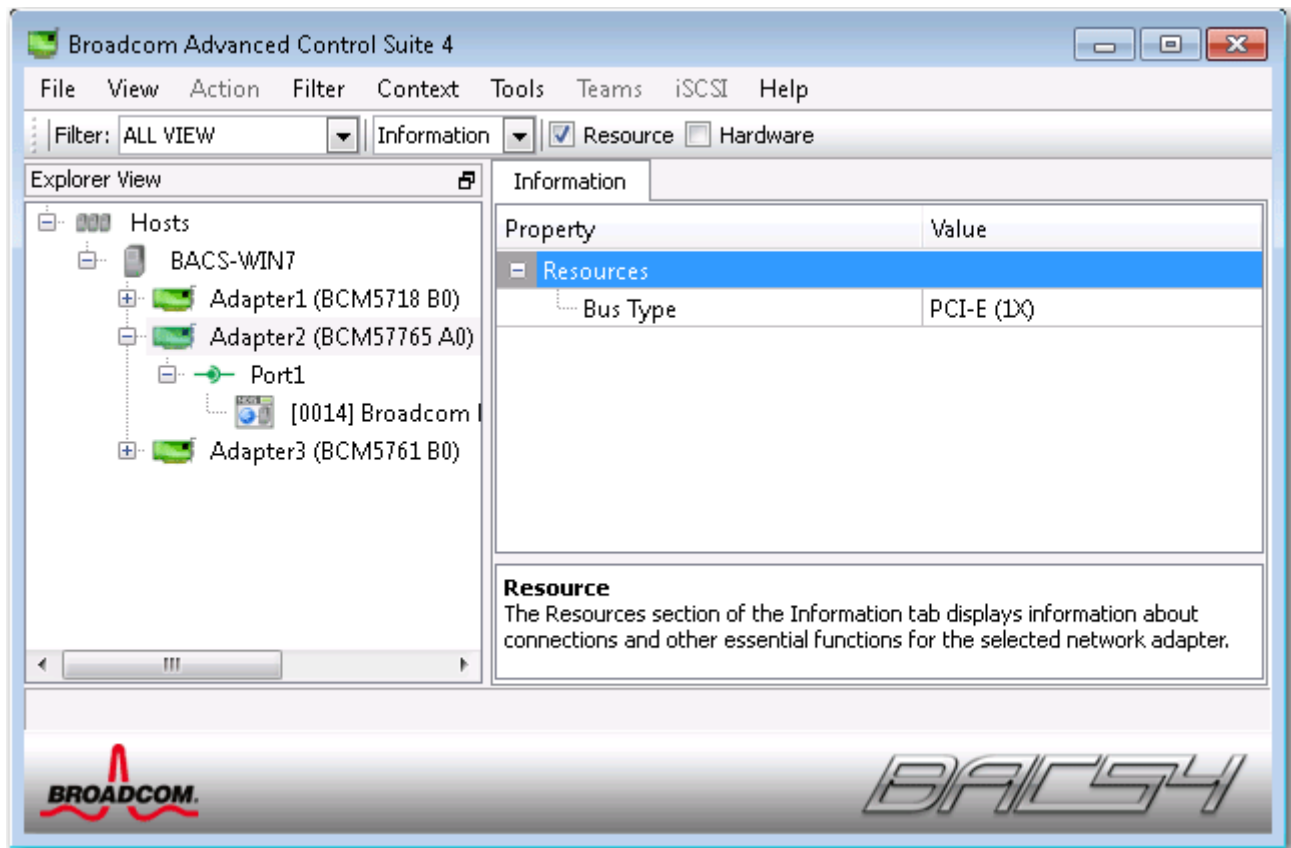 Broadcom Advanced Control Suite 4
File View Action Filter Context Tools Teams iSCSI Help
Filter: ALL VIEW Information Resource Hardware
Explorer View
Information
Hosts
BACS-WIN7
Adapter1 (BCM5718 B0)
Adapter2 (BCM57765 A0)
Port1
[0014] Broadcom
Adapter3 (BCM5761 B0)
Property Value
Resources
Bus Type PCI-E (1X)
Resource
The Resources section of the Information tab displays information about
connections and other essential functions for the selected network adapter.
BROADCOM.
BACS4